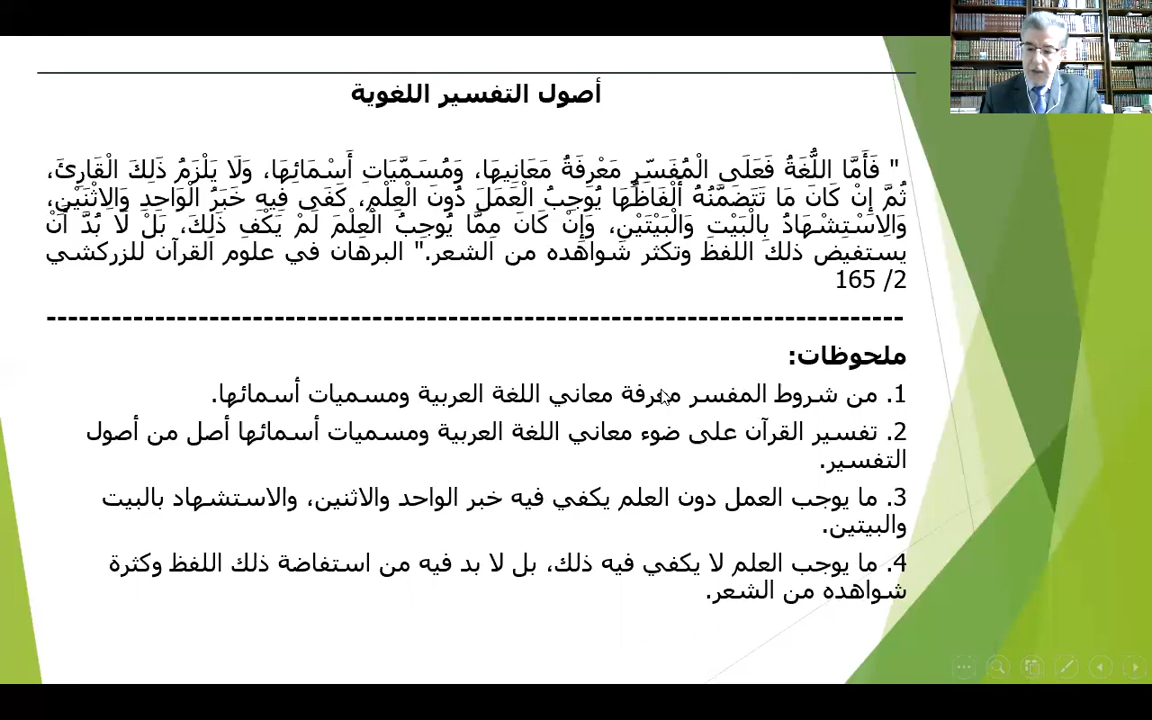 أصول التفسير اللغوية
" فَأَمَّا اللُّغَةُ فَعَلَى الْمُفَسِّرِ مَعْرِفَةُ مَعَانِيهَا، وَمُسَمَّيَاتِ أَسْمَائِهَا، وَلَا يَلْزَمُ ذَلِكَ الْقَارِئَ،
ثُمَّ إِنْ كَانَ مَا تَتَضَمَّنُهُ أَلْفَاظُهَا يُوجِبُ الْعَمَلَ دُونَ الْعِلْمِ، كَفَى فِيهِ خَبَرُ الْوَاحِدِ وَالِاثْنَيْنِ،
وَالِاسْتِشْهَادُ بِالْبَيْتِ وَالْبَيْتَيْنِ، وَإِنْ كَانَ مِمَّا يُوجِبُ الْعِلْمَ لَمْ يَكْفِ ذَلِكَ، بَلْ لَا بُدَّ أَنْ
يستفيض ذلك اللفظ وتكثر شواهده من الشعر." البرهان في علوم القرآن للزركشي
2/ 165
--------------------------------------------------------------------------------
ملحوظات:
1. من شروط المفسر معرفة معاني اللغة العربية ومسميات أسمائها.
2. تفسير القرآن على ضوء معاني اللغة العربية ومسميات أسمائها أصل من أصول
التفسير.
3. ما يوجب العمل دون العلم يكفي فيه خبر الواحد والاثنين، والاستشهاد بالبيت
والبيتين.
4. ما يوجب العلم لا يكفي فيه ذلك، بل لا بد فيه من استفاضة ذلك اللفظ وكثرة
شواهده من الشعر.